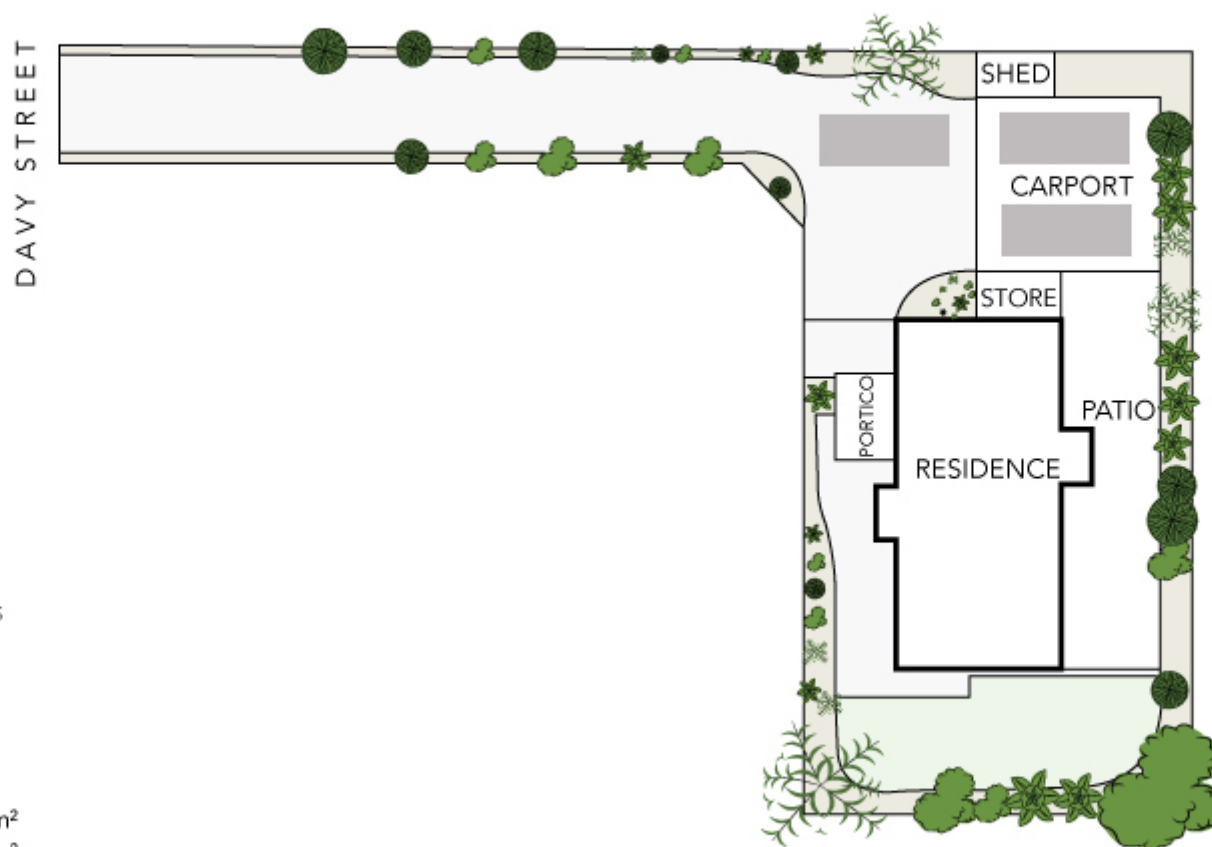 DAVY STREET
SHED
CARPORT
STORE
PORTICO
PATIO
RESIDENCE